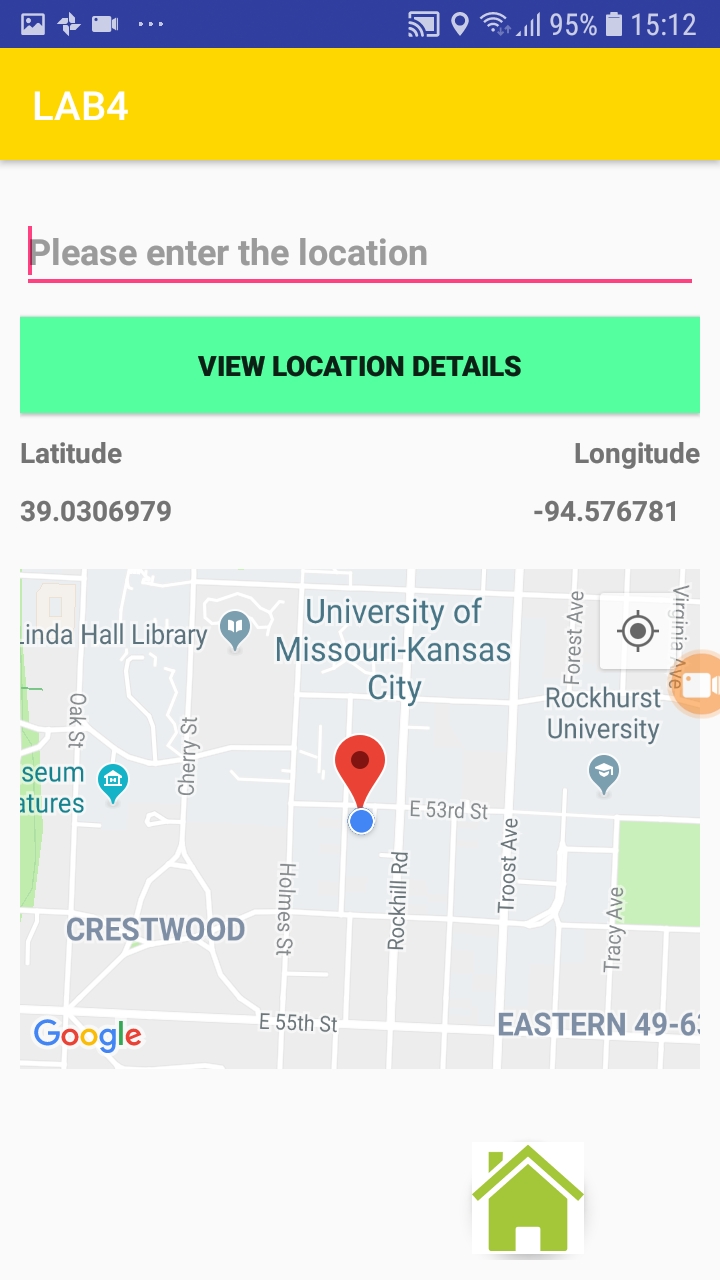 95% 15:12
LAB4
Please enter the location
VIEW LOCATION DETAILS
Latitude Longitude
39.0306979 -94.576781
University of
Missouri-Kansas
City
Linda Hall Library
Forest Ave
Virginia Ave
Rockhurst
University
Oak St
Cherry St
seum
atures
E 53rd St
Troost Ave
Rockhill Rd
Holmes St
Tracy Ave
CRESTWOOD
E 55th St
EASTERN 49-63
Google